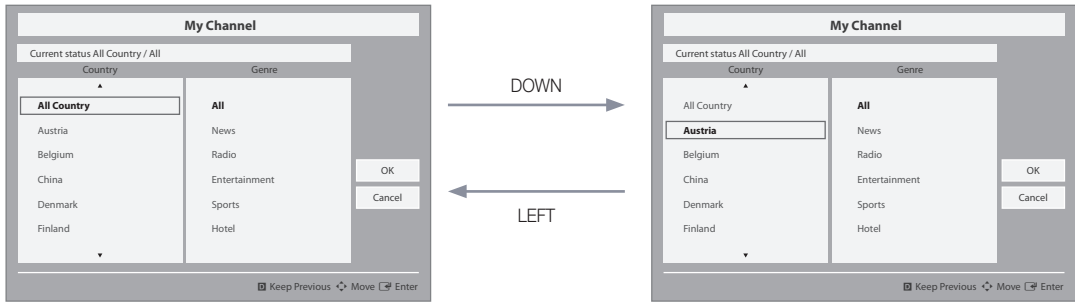 My Channel
Current status All Country / All
Country
Genre
All Country
All
Austria
News
Belgium
Radio
China
Entertainment
Denmark
Sports
Finland
Hotel
OK
Cancel
D Keep Previous Move Enter
DOWN
LEFT
My Channel
Current status All Country / All
Country
Genre
All Country
All
Austria
News
Belgium
Radio
China
Entertainment
Denmark
Sports
Finland
Hotel
OK
Cancel
D Keep Previous Move Enter